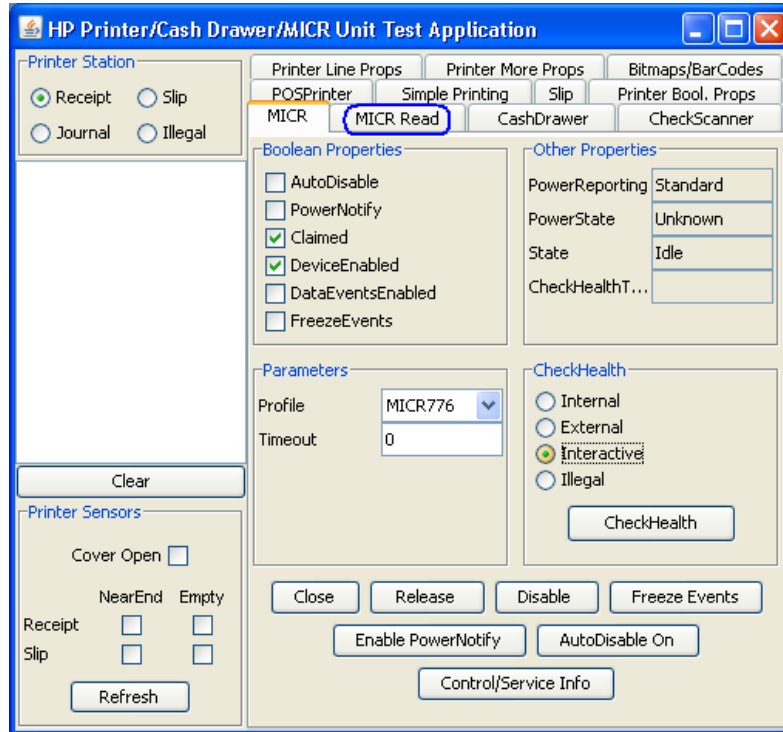 HP Printer/Cash Drawer/MICR Unit Test Application
Printer Station
Receipt Slip
Journal Illegal
Clear
Printer Sensors
Cover Open
NearEnd Empty
Receipt
Slip
Refresh
Printer Line Props Printer More Props Bitmaps/BarCodes
POSPrinter Simple Printing Slip Printer Bool. Props
MICR MICR Read CashDrawer CheckScanner
Boolean Properties
AutoDisable
PowerNotify
Claimed
DeviceEnabled
DataEventsEnabled
FreezeEvents
Other Properties
PowerReporting Standard
PowerState Unknown
State Idle
CheckHealthT...
Parameters
Profile MICR776
Timeout 0
CheckHealth
Internal
External
Interactive
Illegal
CheckHealth
Close Release Disable Freeze Events
Enable PowerNotify AutoDisable On
Control/Service Info